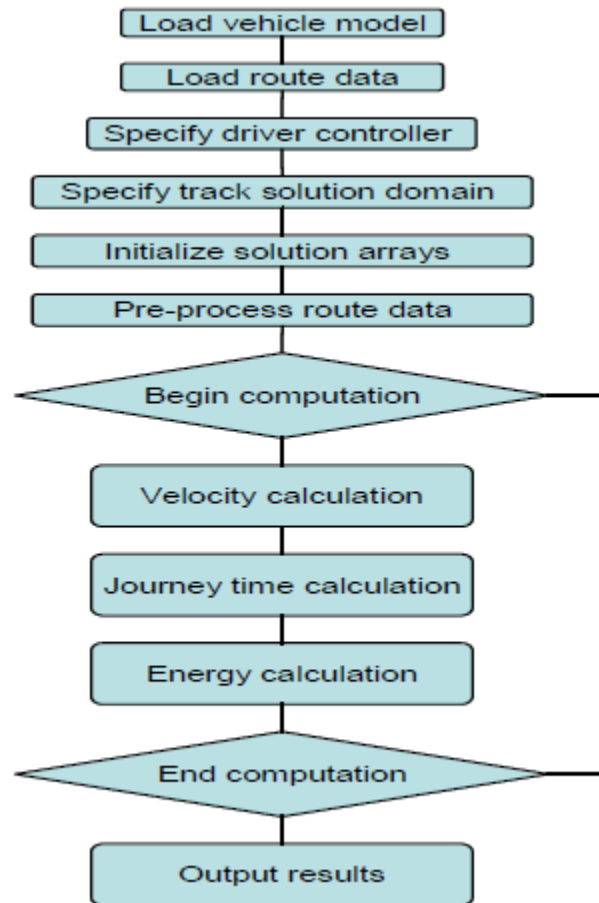 Load vehicle model
Load route data
Specify driver controller
Specify track solution domain
Initialize solution arrays
Pre-process route data
Begin computation
Velocity calculation
Journey time calculation
Energy calculation
End computation
Output results